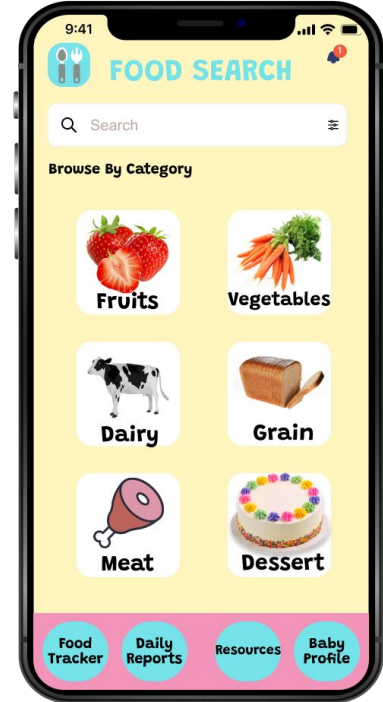 9:41
FOOD SEARCH
1
Search
Browse By Category
Fruits
Vegetables
Dairy
Grain
Meat
Dessert
Food
Tracker
Daily
Reports
Resources
Baby
Profile